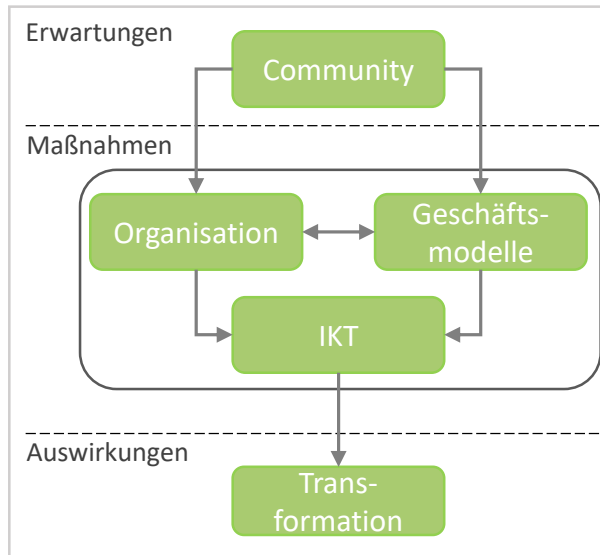 Erwartungen
Community
Maßnahmen
Organisation
Geschäfts-
modelle
IKT
Auswirkungen
Trans-
formation